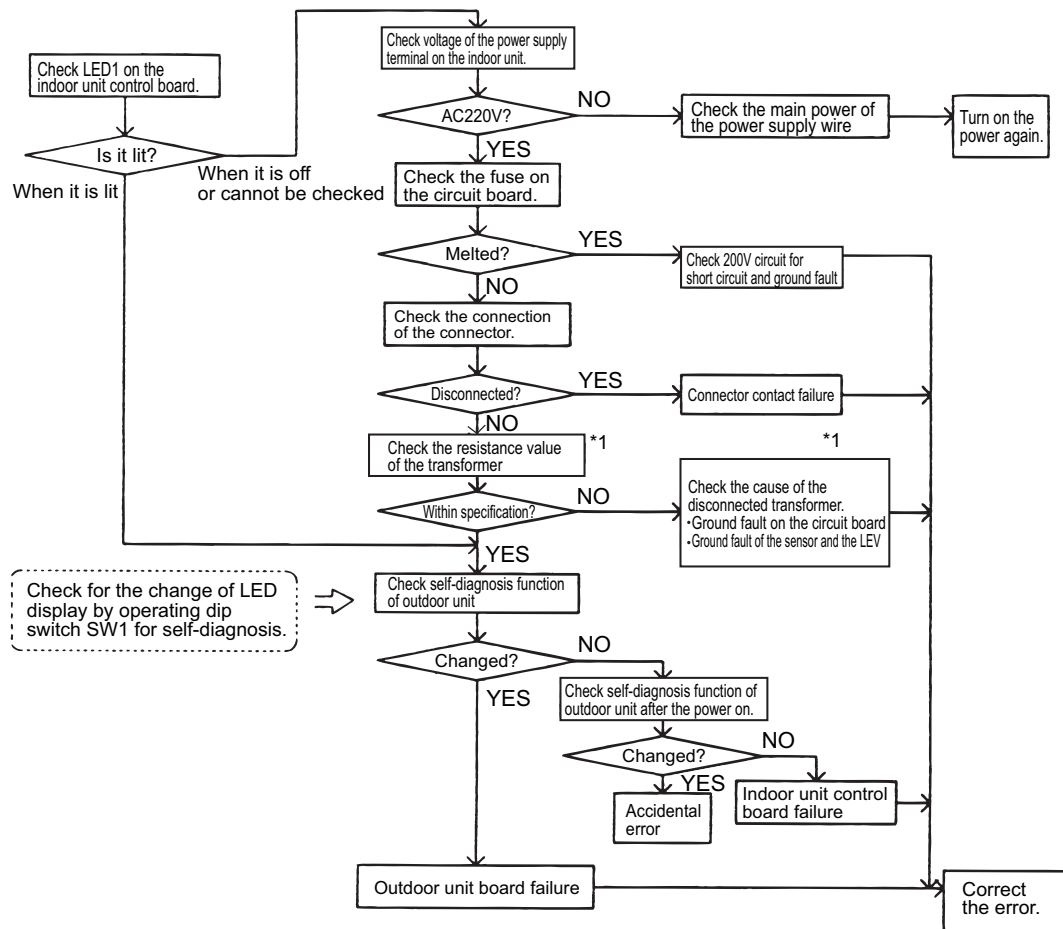 Check voltage of the power supply
terminal on the indoor unit.
Check LED1 on the
indoor unit control board.
AC220V?
NO
Check the main power of
the power supply wire
Turn on the
power again.
Is it lit?
YES
When it is lit
When it is off
or cannot be checked
Check the fuse on
the circuit board.
Melted?
YES
Check 200V circuit for
short circuit and ground fault
NO
Check the connection
of the connector.
Disconnected?
YES
Connector contact failure
NO
Check the resistance value
of the transformer
*1
*1
Within specification?
NO
Check the cause of the
disconnected transformer.
•Ground fault on the circuit board
•Ground fault of the sensor and the LEV
YES
Check for the change of LED
display by operating dip
switch SW1 for self-diagnosis.
Check self-diagnosis function
of outdoor unit
Changed?
NO
YES
Check self-diagnosis function of
outdoor unit after the power on.
Changed?
NO
YES
Accidental
error
Indoor unit control
board failure
Outdoor unit board failure
Correct
the error.